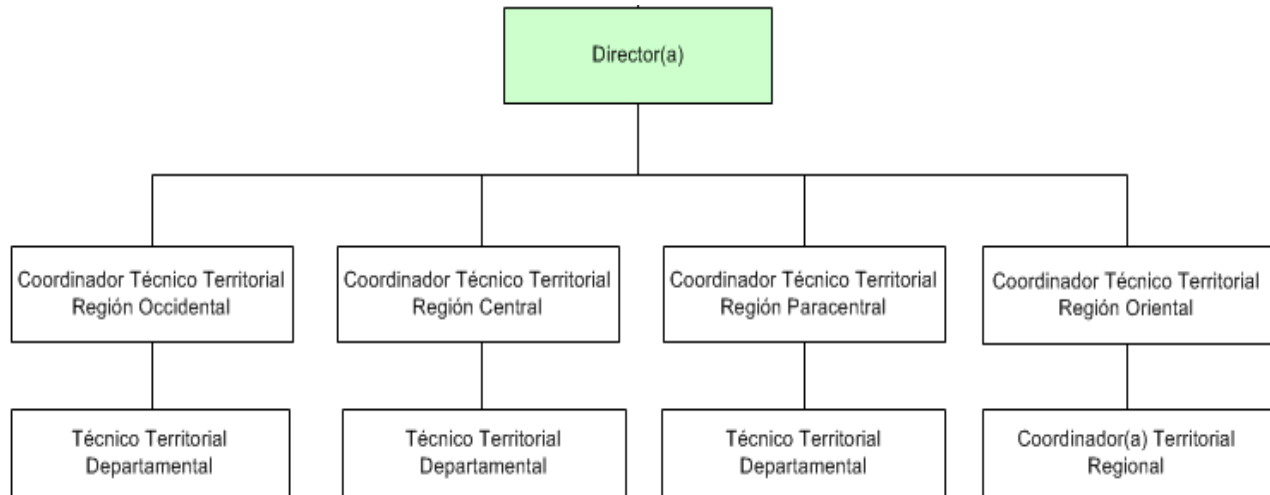 Director(a)
Coordinador Técnico Territorial
Región Occidental
Coordinador Técnico Territorial
Región Central
Coordinador Técnico Territorial
Región Paracentral
Coordinador Técnico Territorial
Región Oriental
Técnico Territorial
Departamental
Técnico Territorial
Departamental
Técnico Territorial
Departamental
Coordinador(a) Territorial
Regional